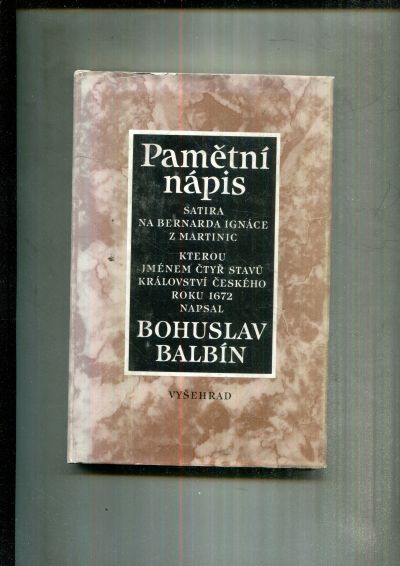 Pamětní
nápis
SATIRA
NA BERNARDA IGNÁCE
Z MARTINIC
KTEROU
JMÉNEM ČTYŘ STAVŮ
KRÁLOVSTVÍ ČESKÉHO
ROKU 1672
NAPSAL
BOHUSLAV
BALBÍN
VYŠEHRAD